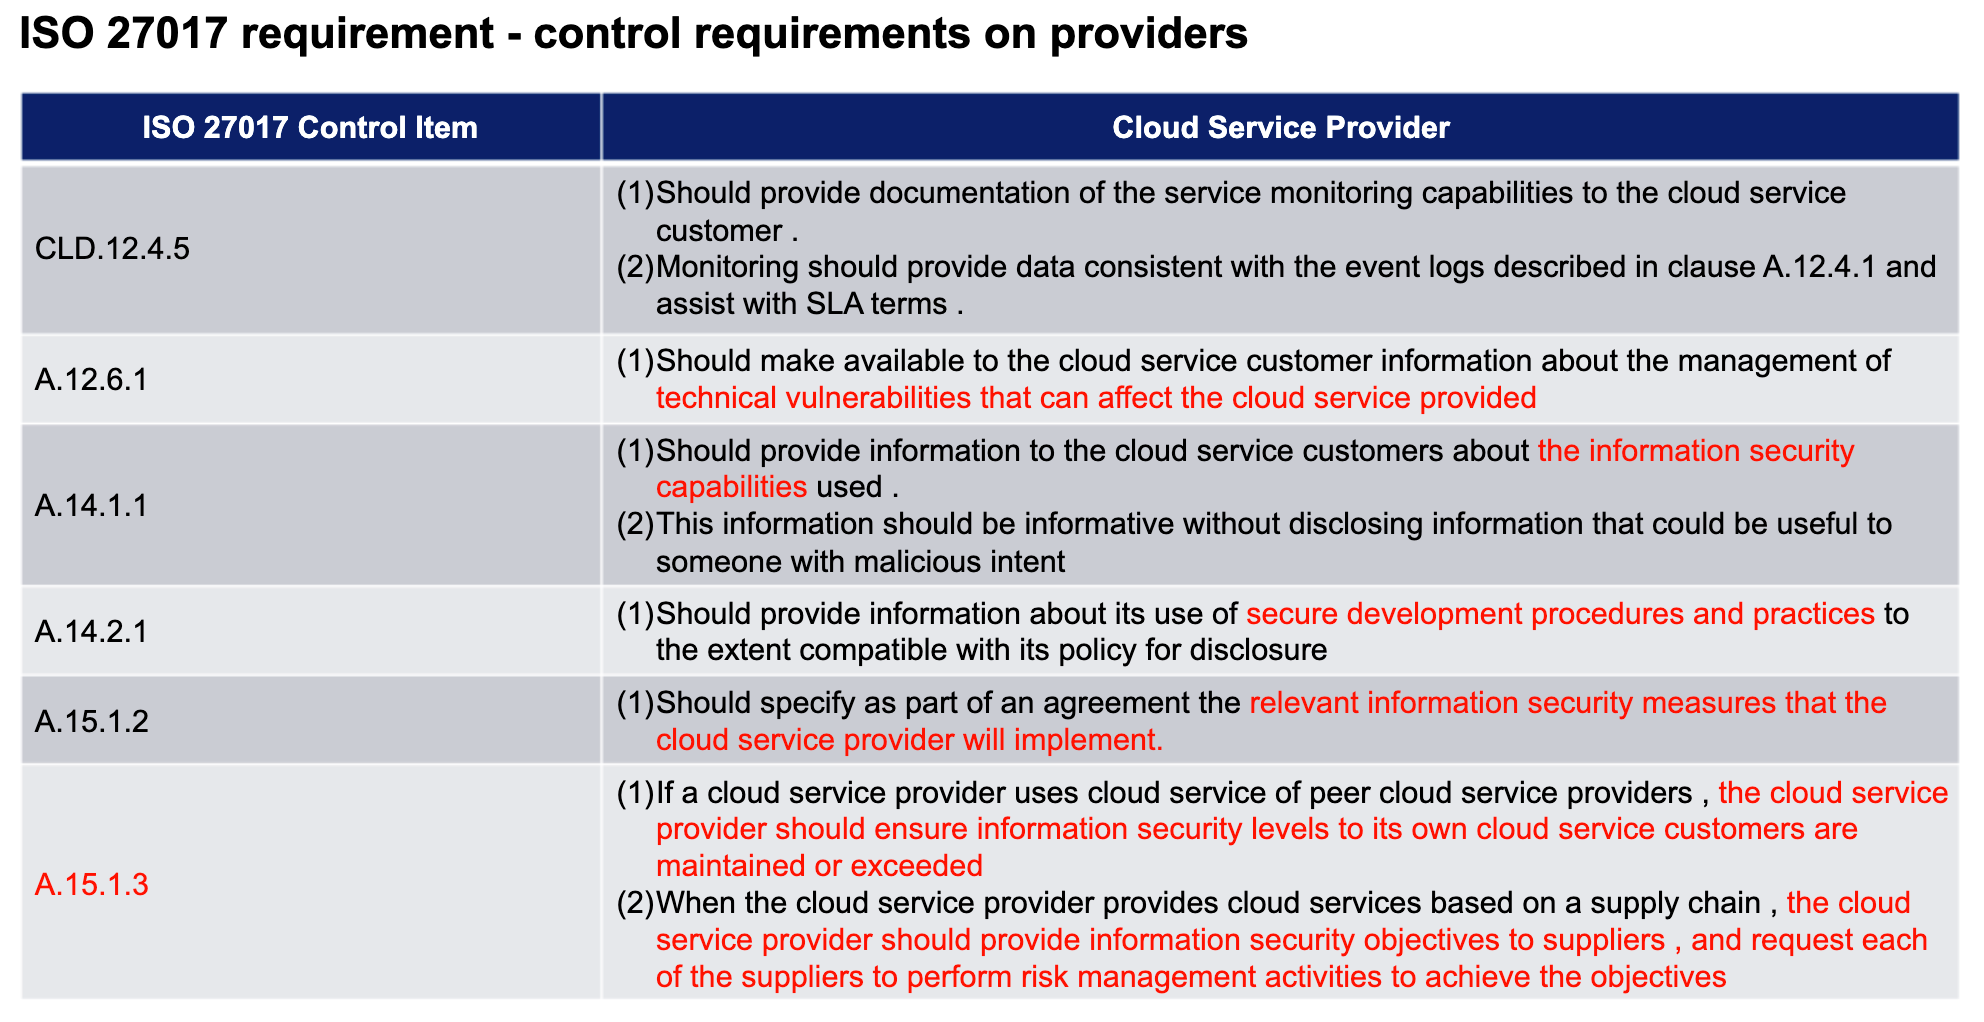 ISO 27017 requirement - control requirements on providers
ISO 27017 Control Item
Cloud Service Provider
CLD.12.4.5
(1)Should provide documentation of the service monitoring capabilities to the cloud service
customer .
(2)Monitoring should provide data consistent with the event logs described in clause A.12.4.1 and
assist with SLA terms .
A.12.6.1
(1)Should make available to the cloud service customer information about the management of
technical vulnerabilities that can affect the cloud service provided
A.14.1.1
(1)Should provide information to the cloud service customers about the information security
capabilities used .
(2)This information should be informative without disclosing information that could be useful to
someone with malicious intent
A.14.2.1
(1)Should provide information about its use of secure development procedures and practices to
the extent compatible with its policy for disclosure
A.15.1.2
(1)Should specify as part of an agreement the relevant information security measures that the
cloud service provider will implement.
A.15.1.3
(1)If a cloud service provider uses cloud service of peer cloud service providers , the cloud service
provider should ensure information security levels to its own cloud service customers are
maintained or exceeded
(2)When the cloud service provider provides cloud services based on a supply chain , the cloud
service provider should provide information security objectives to suppliers , and request each
of the suppliers to perform risk management activities to achieve the objectives